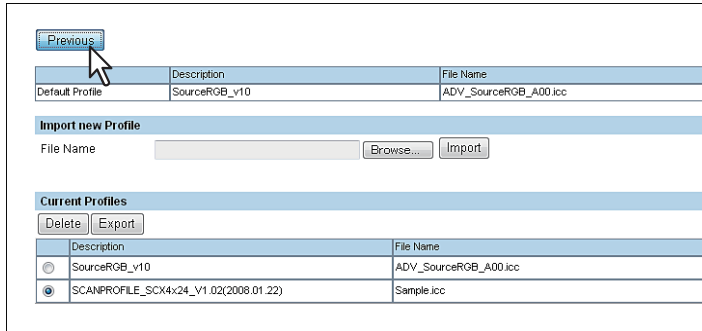 Previous
Description File Name
Default Profile SourceRGB_v10 ADV_SourceRGB_A00.icc
Import new Profile
File Name Browse... Import
Current Profiles
Delete Export
Description File Name
SourceRGB_v10 ADV_SourceRGB_A00.icc
SCANPROFILE_SCX4x24_V1.02(2008.01.22) Sample.icc